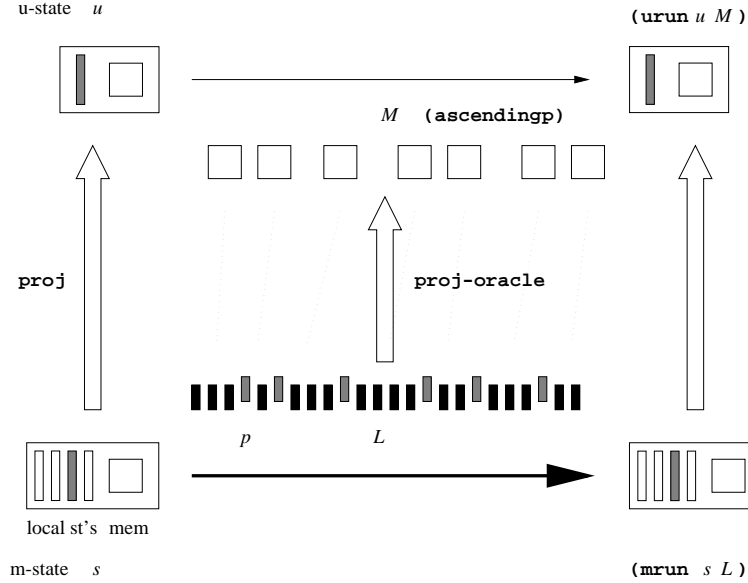 u-state u
(urun u M )
M (ascendingp)
proj
proj-oracle
p
L
local st's mem
m-state s
(mrun s L )